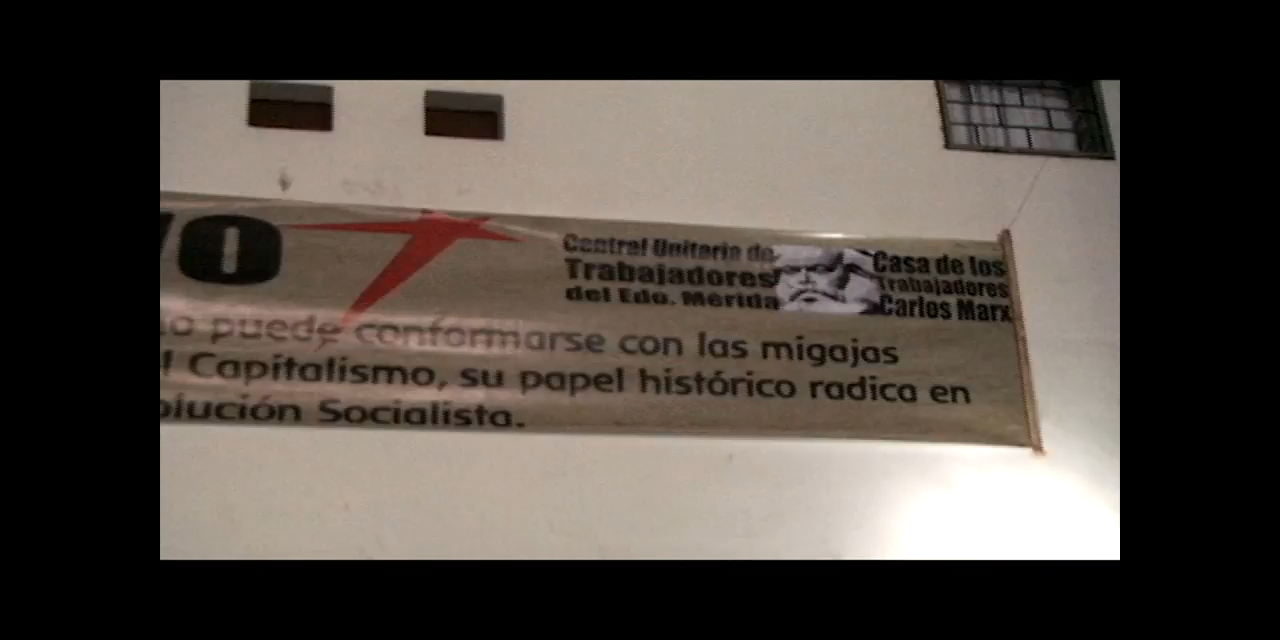 Central Unitaria de
Trabajadores
del Edo. Mérida
Casa de los
Trabajadores
Carlos Marx
puede conformarse con las migajas
Capitalismo, su papel histórico radica en
Socialista.